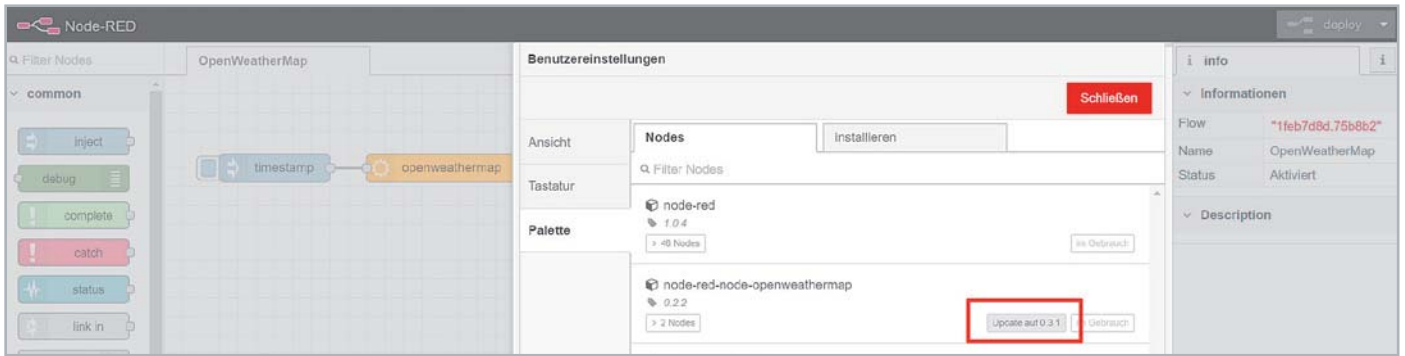 Node-RED
deploy
Filter Nodes
common
inject
debug
complete
catch
status
link in
OpenWeatherMap
timestamp
openweathermap
Benutzereinstellungen
Schließen
Ansicht
Tastatur
Palette
Nodes
Installieren
Filter Nodes
node-red
1.0.4
> 46 Nodes
im Gebrauch
node-red-node-openweathermap
0.2.2
> 2 Nodes
Update auf 0.3.1
Gebrauch
i info
i
Informationen
Flow "1feb7d8d.75b8b2"
Name OpenWeatherMap
Status Aktiviert
Description